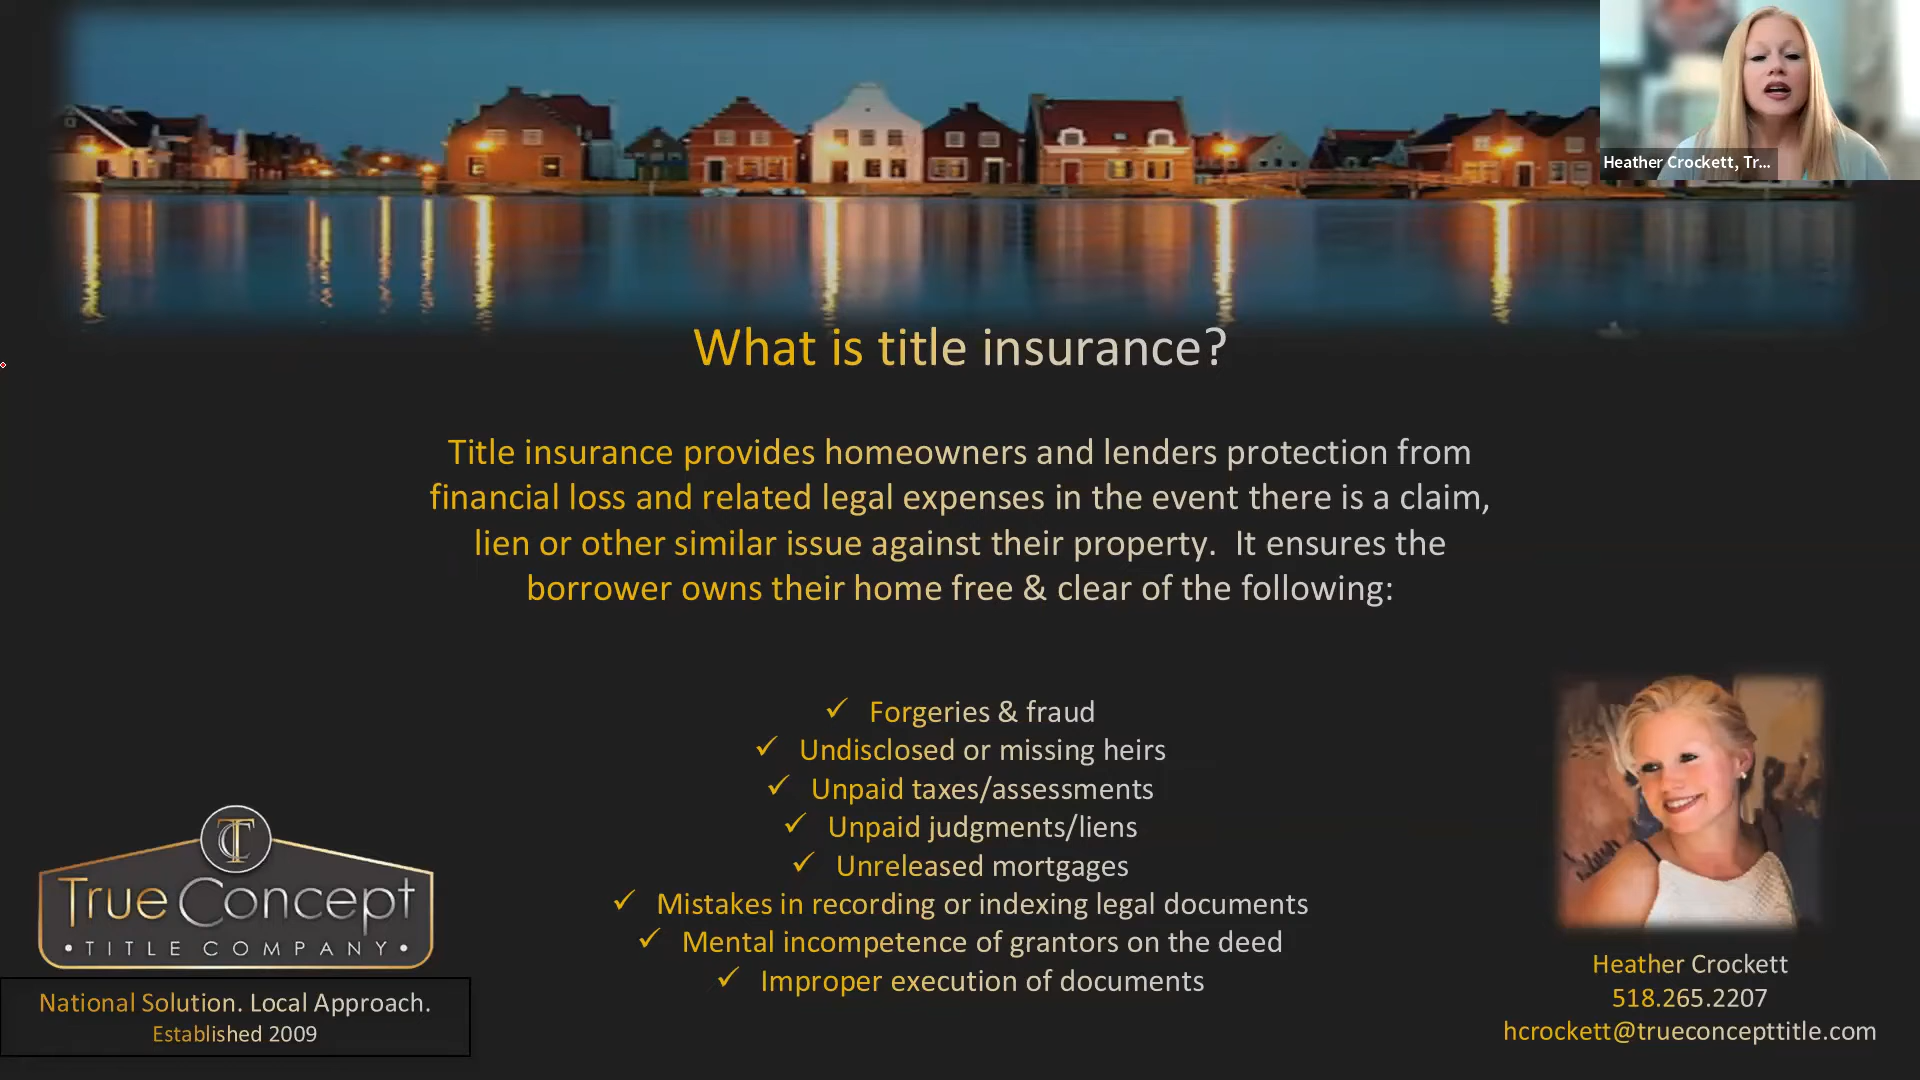 Heather Crockett, Tr...
What is title insurance?
Title insurance provides homeowners and lenders protection from
financial loss and related legal expenses in the event there is a claim,
lien or other similar issue against their property.  It ensures the
borrower owns their home free & clear of the following:
✓ Forgeries & fraud
✓ Undisclosed or missing heirs
✓ Unpaid taxes/assessments
✓ Unpaid judgments/liens
✓ Unreleased mortgages
✓ Mistakes in recording or indexing legal documents
✓ Mental incompetence of grantors on the deed
✓ Improper execution of documents
TC
True Concept
• TITLE COMPANY •
National Solution. Local Approach.
Established 2009
Heather Crockett
518.265.2207
hcrockett@trueconcepttitle.com